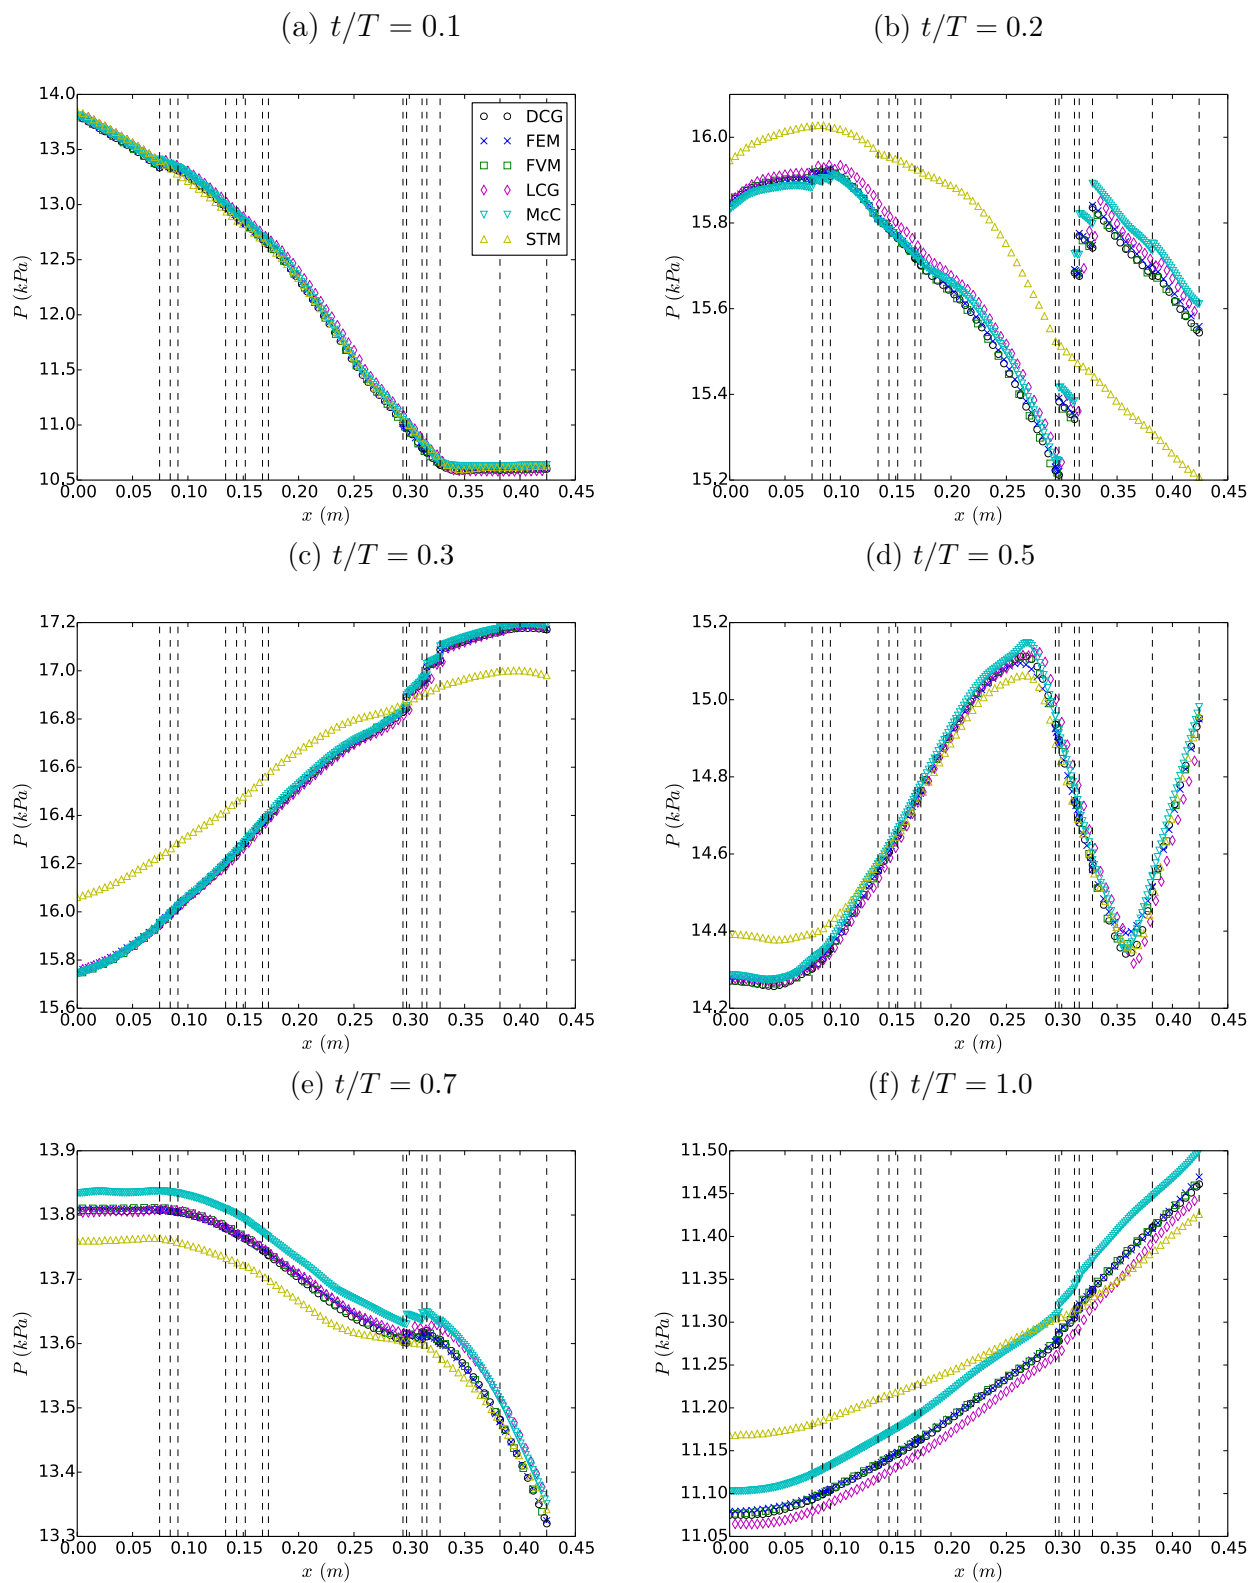 (a) t/T = 0.1
14.0
13.5
13.0
12.5
12.0
11.5
11.0
10.5
P (kPa)
0.00 0.05 0.10 0.15 0.20 0.25 0.30 0.35 0.40 0.45
x (m)
DCG
FEM
FVM
LCG
McC
STM
(b) t/T = 0.2
16.0
15.8
15.6
15.4
15.2
P (kPa)
0.00 0.05 0.10 0.15 0.20 0.25 0.30 0.35 0.40 0.45
x (m)
(c) t/T = 0.3
17.2
17.0
16.8
16.6
16.4
16.2
16.0
15.8
15.6
P (kPa)
0.00 0.05 0.10 0.15 0.20 0.25 0.30 0.35 0.40 0.45
x (m)
(d) t/T = 0.5
15.2
15.0
14.8
14.6
14.4
14.2
P (kPa)
0.00 0.05 0.10 0.15 0.20 0.25 0.30 0.35 0.40 0.45
x (m)
(e) t/T = 0.7
13.9
13.8
13.7
13.6
13.5
13.4
13.3
P (kPa)
0.00 0.05 0.10 0.15 0.20 0.25 0.30 0.35 0.40 0.45
x (m)
(f) t/T = 1.0
11.50
11.45
11.40
11.35
11.30
11.25
11.20
11.15
11.10
11.05
P (kPa)
0.00 0.05 0.10 0.15 0.20 0.25 0.30 0.35 0.40 0.45
x (m)